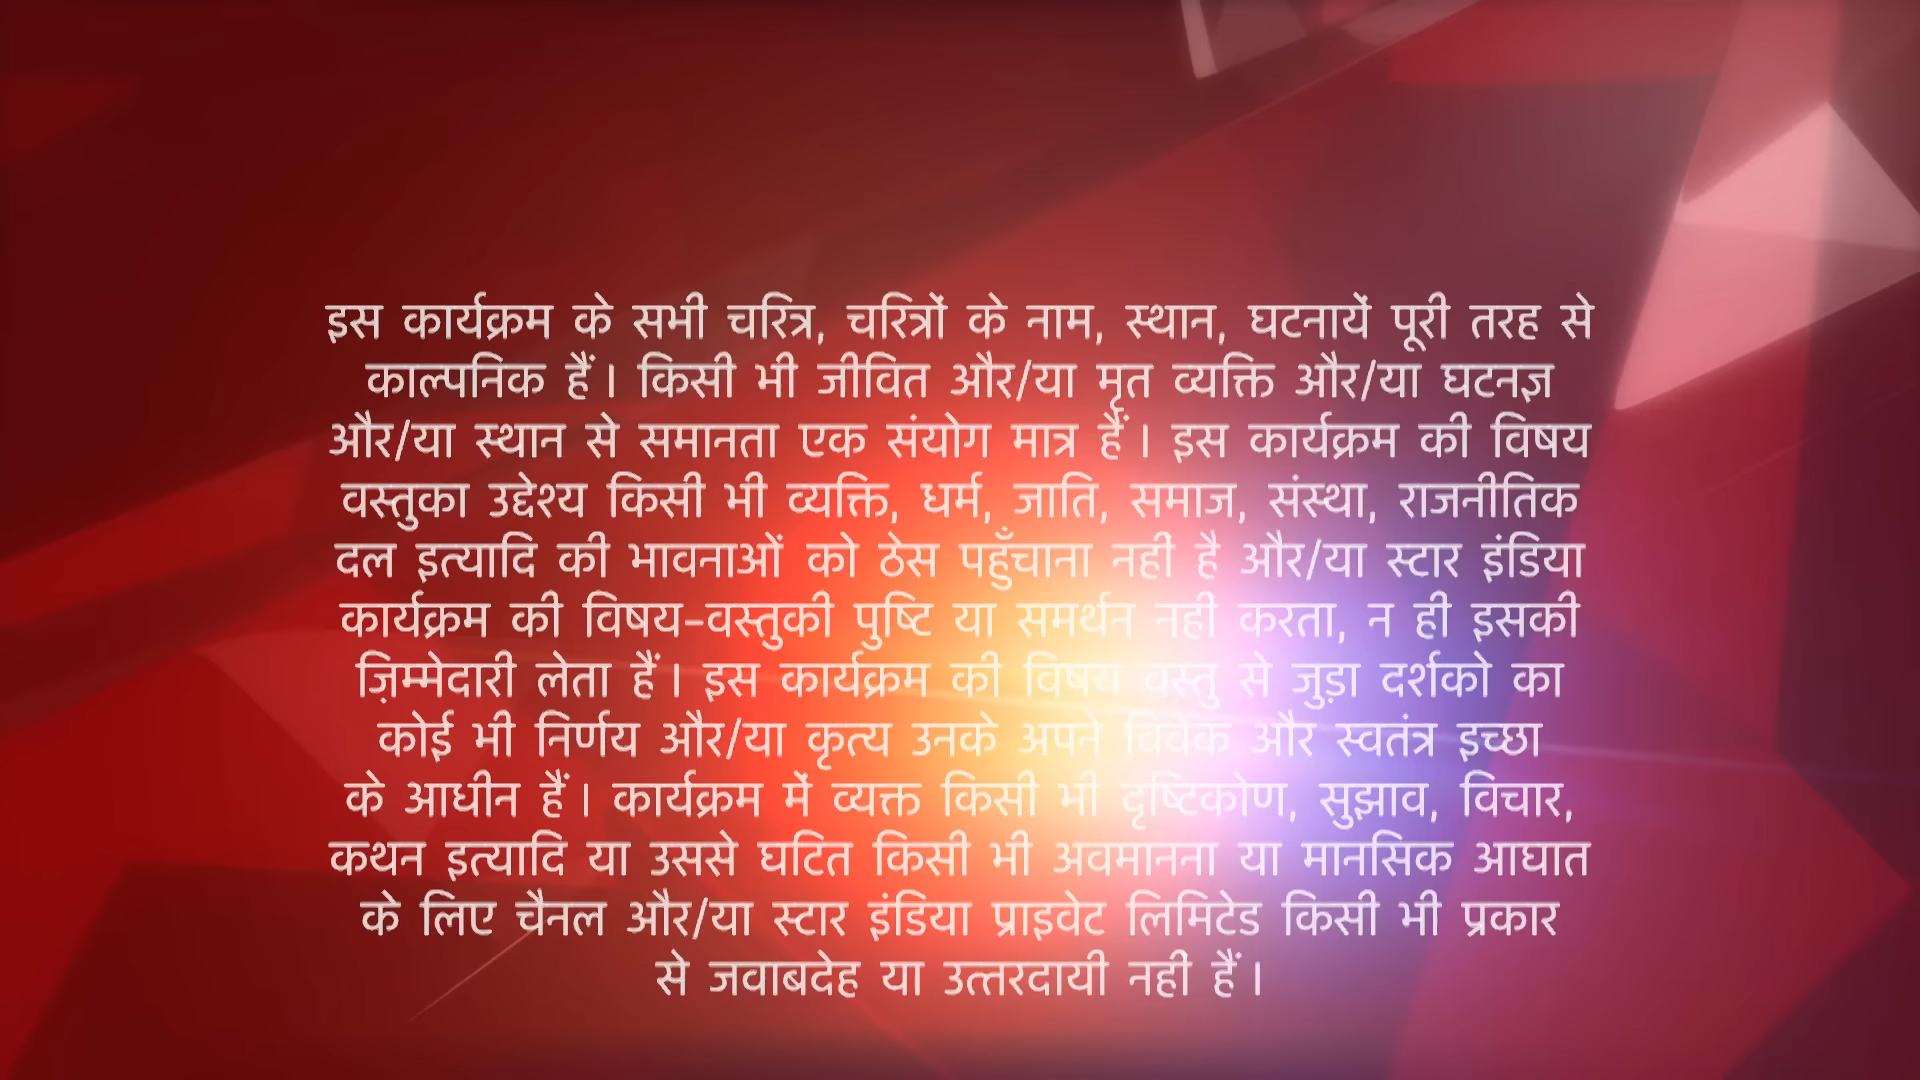 इस कार्यक्रम के सभी चरित्र, चरित्रों के नाम, स्थान, घटनायें पूरी तरह से
काल्पनिक हैं। किसी भी जीवित और/या मृत व्यक्ति और/या घटनज्ञ
और/या स्थान से समानता एक संयोग मात्र हैं। इस कार्यक्रम की विषय
वस्तुका उद्देश्य किसी भी व्यक्ति, धर्म, जाति, समाज, संस्था, राजनीतिक
दल इत्यादि की भावनाओं को ठेस पहुँचाना नहीं है और/या स्टार इंडिया
कार्यक्रम की विषय-वस्तुकी पुष्टि या समर्थन नही करता, न ही इसकी
ज़िम्मेदारी लेता हैं। इस कार्यक्रम की विषय वस्तु से जुड़ा दर्शको का
कोई भी निर्णय और/या कृत्य उनके अपने विवेक और स्वतंत्र इच्छा
के आधीन हैं। कार्यक्रम में व्यक्त किसी भी दृष्टिकोण, सुझाव, विचार,
कथन इत्यादि या उससे घटित किसी भी अवमानना या मानसिक आघात
के लिए चैनल और/या स्टार इंडिया प्राइवेट लिमिटेड किसी भी प्रकार
से जवाबदेह या उत्तरदायी नहीं हैं।